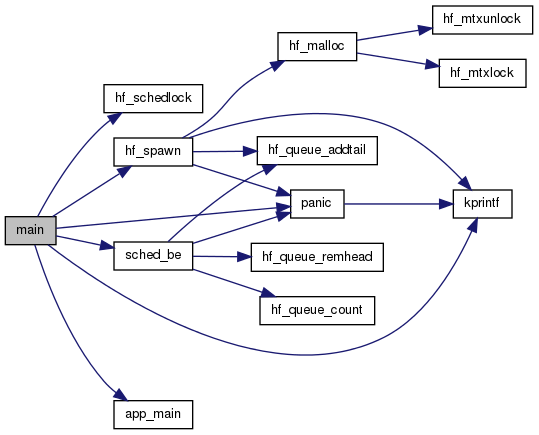 hf_mtxunlock
hf_malloc
hf_mtxlock
hf_schedlock
hf_spawn
hf_queue_addtail
panic
kprintf
main
sched_be
hf_queue_remhead
hf_queue_count
app_main